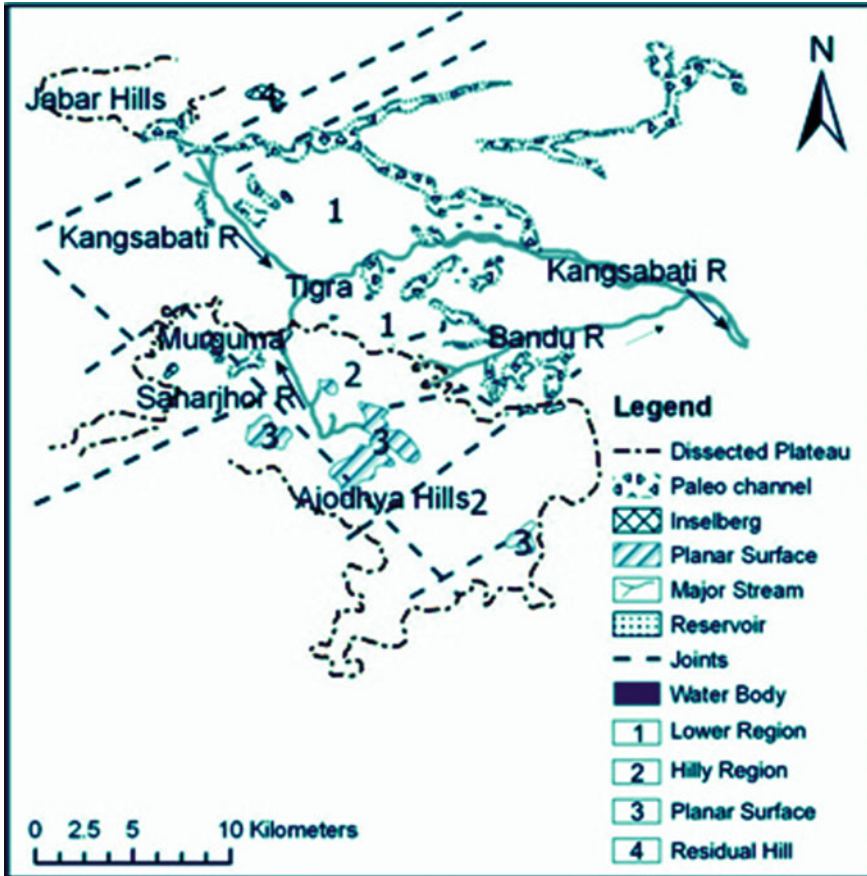 N
Jabar Hills
4
1
Kangsabati R
Kangsabati R
Tigra
1
Bandu R
Murguma
2
Saharjhor R
3
3
Ajodhya Hills
2
3
Legend
Dissected Plateau
Paleo channel
Inselberg
Planar Surface
Major Stream
Reservoir
Joints
Water Body
1 Lower Region
2 Hilly Region
3 Planar Surface
4 Residual Hill
0 2.5 5 10 Kilometers